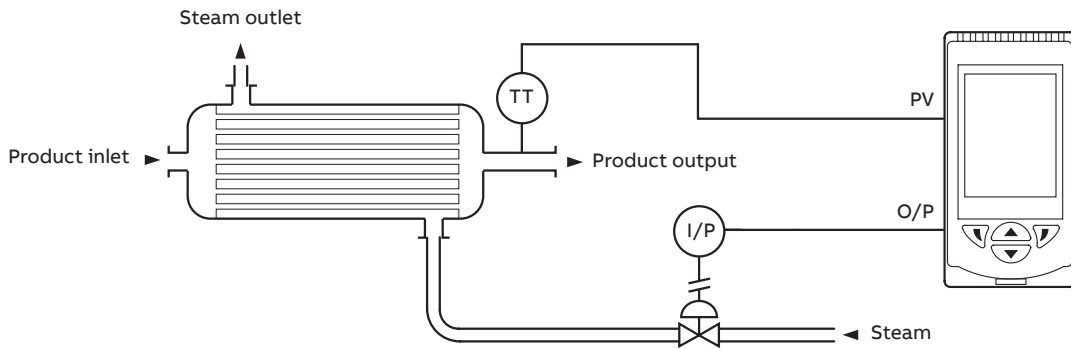 Steam outlet
TT
PV
Product inlet
Product output
O/P
I/P
Steam